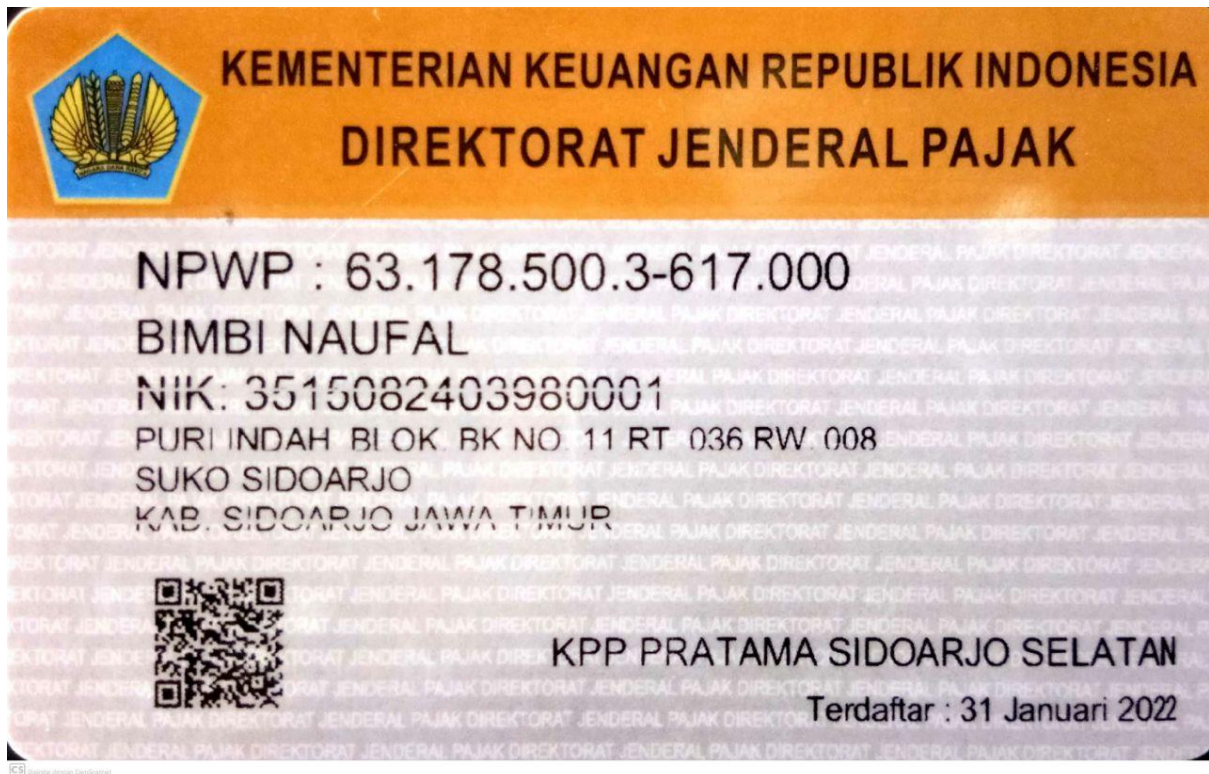 KEMENTERIAN KEUANGAN REPUBLIK INDONESIA
DIREKTORAT JENDERAL PAJAK
NPWP : 63.178.500.3-617.000
BIMBI NAUFAL
NIK: 3515082403980001
PURI INDAH BLOK. BK NO. 11 RT. 036 RW. 008
SUKO SIDOARJO
KAB. SIDOARJO JAWA TIMUR
KPP PRATAMA SIDOARJO SELATAN
Terdaftar : 31 Januari 2022